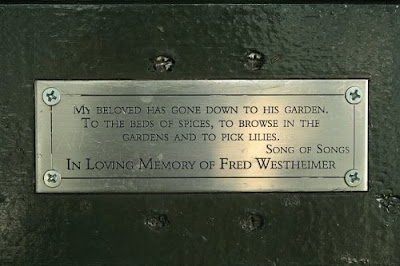 My beloved has gone down to his garden.
To the beds of spices, to browse in the
gardens and to pick lilies.
Song of Songs
In Loving Memory of Fred Westheimer